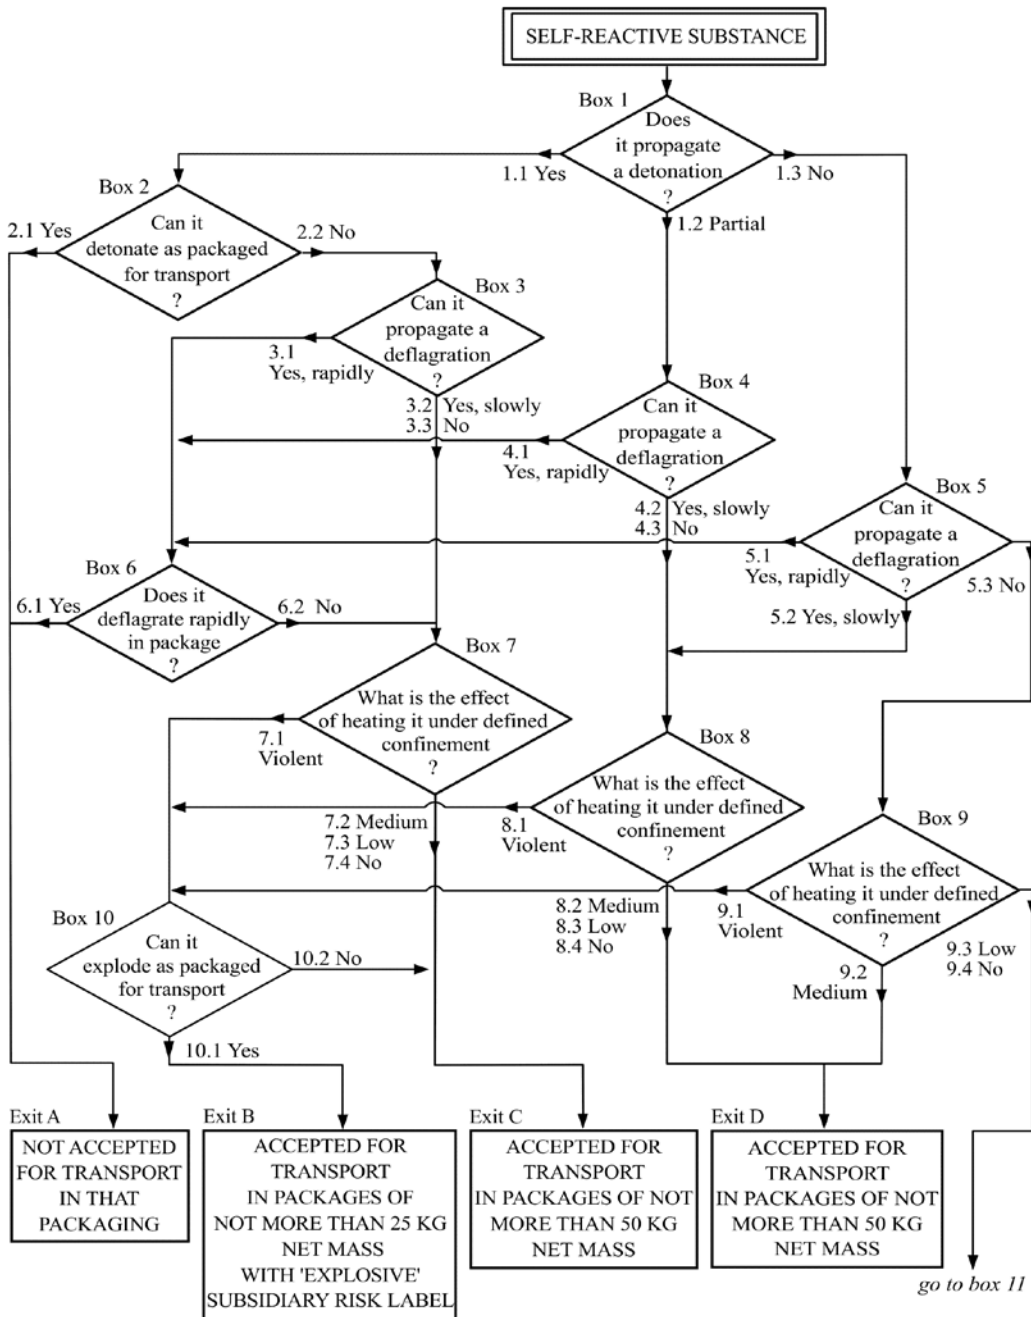 SELF-REACTIVE SUBSTANCE
Box 1
Does
it propagate
a detonation
?
1.1 Yes
1.3 No
1.2 Partial
Box 2
Can it
detonate as packaged
for transport
?
2.1 Yes
2.2 No
Box 3
Can it
propagate a
deflagration
?
3.1
Yes, rapidly
3.2 Yes, slowly
3.3 No
Box 4
Can it
propagate a
deflagration
?
4.1
Yes, rapidly
4.2 Yes, slowly
4.3 No
Box 5
Can it
propagate a
deflagration
?
5.1
Yes, rapidly
5.3 No
5.2 Yes, slowly
Box 6
Does it
deflagrate rapidly
in package
?
6.1 Yes
6.2 No
Box 7
What is the effect
of heating it under defined
confinement
?
7.1
Violent
7.2 Medium
7.3 Low
7.4 No
Box 8
What is the effect
of heating it under defined
confinement
?
8.1
Violent
8.2 Medium
8.3 Low
8.4 No
Box 9
What is the effect
of heating it under defined
confinement
?
9.1
Violent
9.2
Medium
9.3 Low
9.4 No
Box 10
Can it
explode as packaged
for transport
?
10.2 No
10.1 Yes
Exit A
NOT ACCEPTED
FOR TRANSPORT
IN THAT
PACKAGING
Exit B
ACCEPTED FOR
TRANSPORT
IN PACKAGES OF
NOT MORE THAN 25 KG
NET MASS
WITH 'EXPLOSIVE'
SUBSIDIARY RISK LABEL
Exit C
ACCEPTED FOR
TRANSPORT
IN PACKAGES OF NOT
MORE THAN 50 KG
NET MASS
Exit D
ACCEPTED FOR
TRANSPORT
IN PACKAGES OF NOT
MORE THAN 50 KG
NET MASS
go to box 11